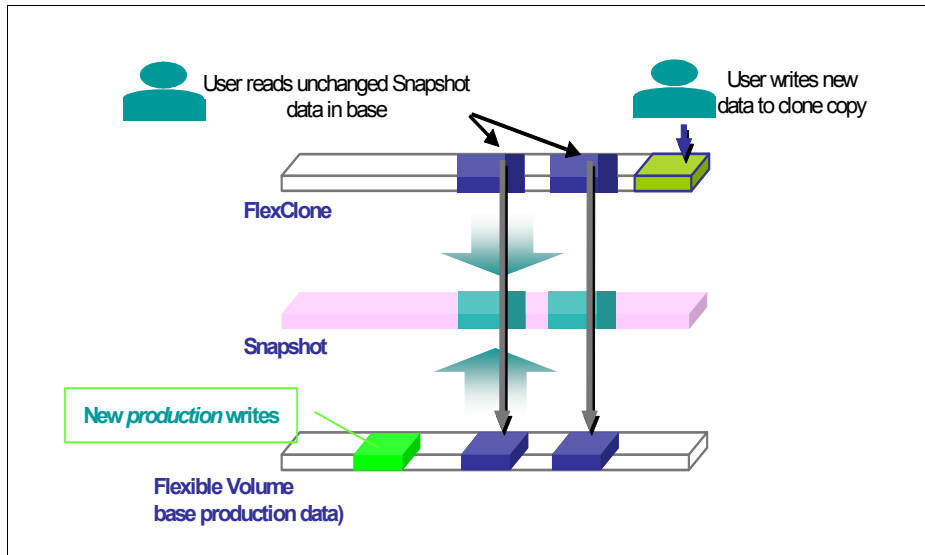 User reads unchanged Snapshot
data in base
User writes new
data to clone copy
FlexClone
Snapshot
New production writes
Flexible Volume
base production data)